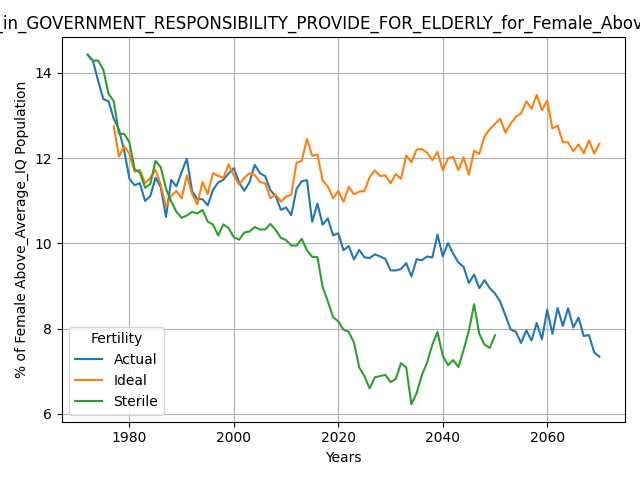 _in_GOVERNMENT_RESPONSIBILITY_PROVIDE_FOR_ELDERLY_for_Female_Above
% of Female Above_Average_IQ Population
14
12
10
8
6
Fertility
Actual
Ideal
Sterile
1980
2000
2020
2040
2060
Years